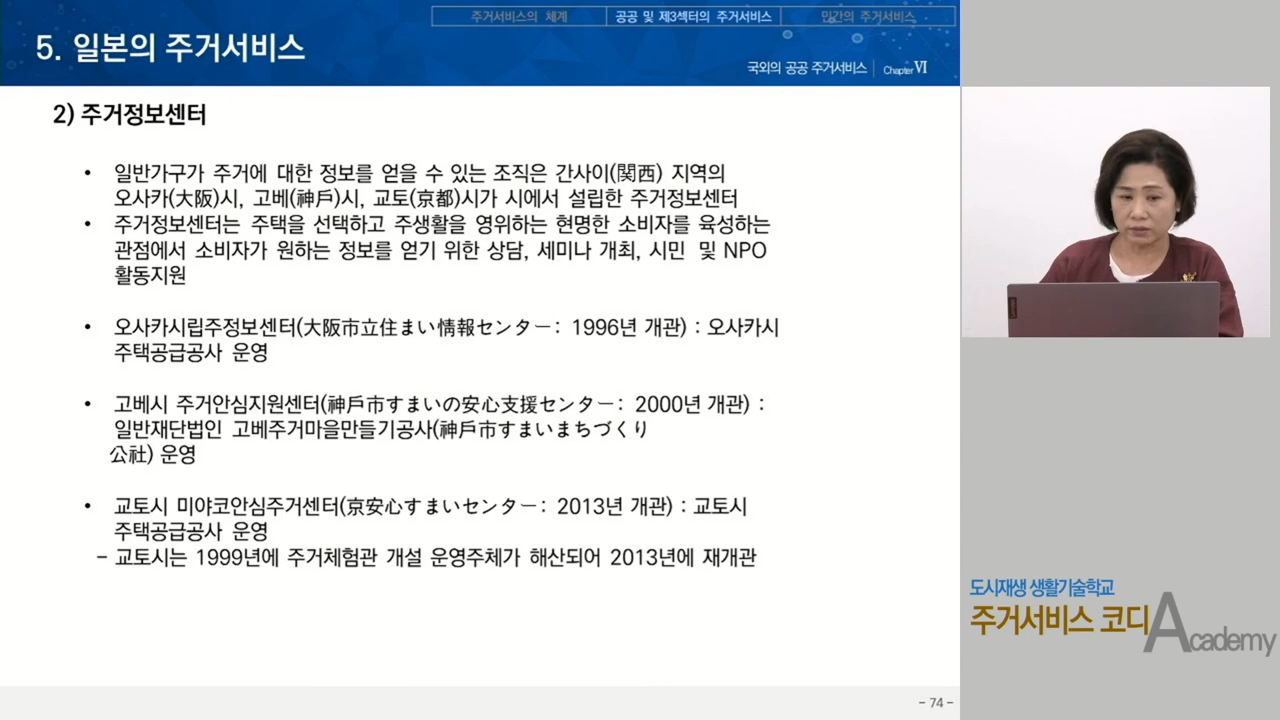 주거서비스의 체계
공공 및 제3섹터의 주거서비스
민간의 주거서비스
5. 일본의 주거서비스
국외의 공공 주거서비스 | Chapter Ⅵ
2) 주거정보센터
• 일반가구가 주거에 대한 정보를 얻을 수 있는 조직은 간사이(関西) 지역의
오사카(大阪)시, 고베(神戶)시, 교토(京都)시가 시에서 설립한 주거정보센터
• 주거정보센터는 주택을 선택하고 주생활을 영위하는 현명한 소비자를 육성하는
관점에서 소비자가 원하는 정보를 얻기 위한 상담, 세미나 개최, 시민 및 NPO
활동지원
• 오사카시립주정보센터(大阪市立住まい情報センター: 1996년 개관) : 오사카시
주택공급공사 운영
• 고베시 주거안심지원센터(神戶市すまいの安心支援センター: 2000년 개관) :
일반재단법인 고베주거마을만들기공사(神戶市すまいまちづくり
公社) 운영
• 교토시 미야코안심주거센터(京安心すまいセンター: 2013년 개관) : 교토시
주택공급공사 운영
– 교토시는 1999년에 주거체험관 개설 운영주체가 해산되어 2013년에 재개관
도시재생 생활기술학교
주거서비스 코디 Academy
- 74 -